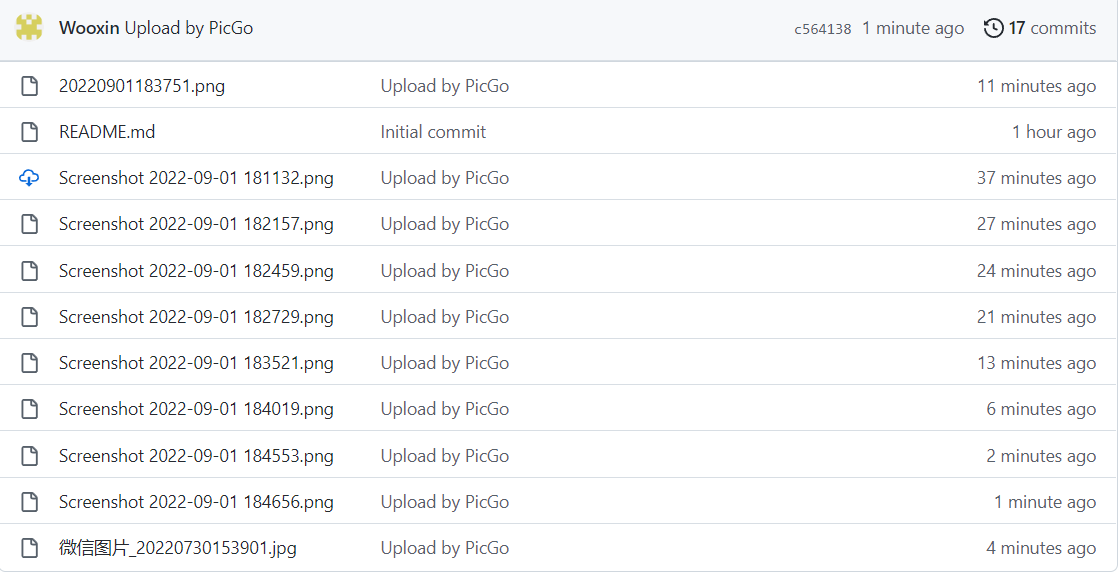 Wooxin Upload by PicGo c564138 1 minute ago 17 commits
20220901183751.png Upload by PicGo 11 minutes ago
README.md Initial commit 1 hour ago
Screenshot 2022-09-01 181132.png Upload by PicGo 37 minutes ago
Screenshot 2022-09-01 182157.png Upload by PicGo 27 minutes ago
Screenshot 2022-09-01 182459.png Upload by PicGo 24 minutes ago
Screenshot 2022-09-01 182729.png Upload by PicGo 21 minutes ago
Screenshot 2022-09-01 183521.png Upload by PicGo 13 minutes ago
Screenshot 2022-09-01 184019.png Upload by PicGo 6 minutes ago
Screenshot 2022-09-01 184553.png Upload by PicGo 2 minutes ago
Screenshot 2022-09-01 184656.png Upload by PicGo 1 minute ago
微信图片_20220730153901.jpg Upload by PicGo 4 minutes ago